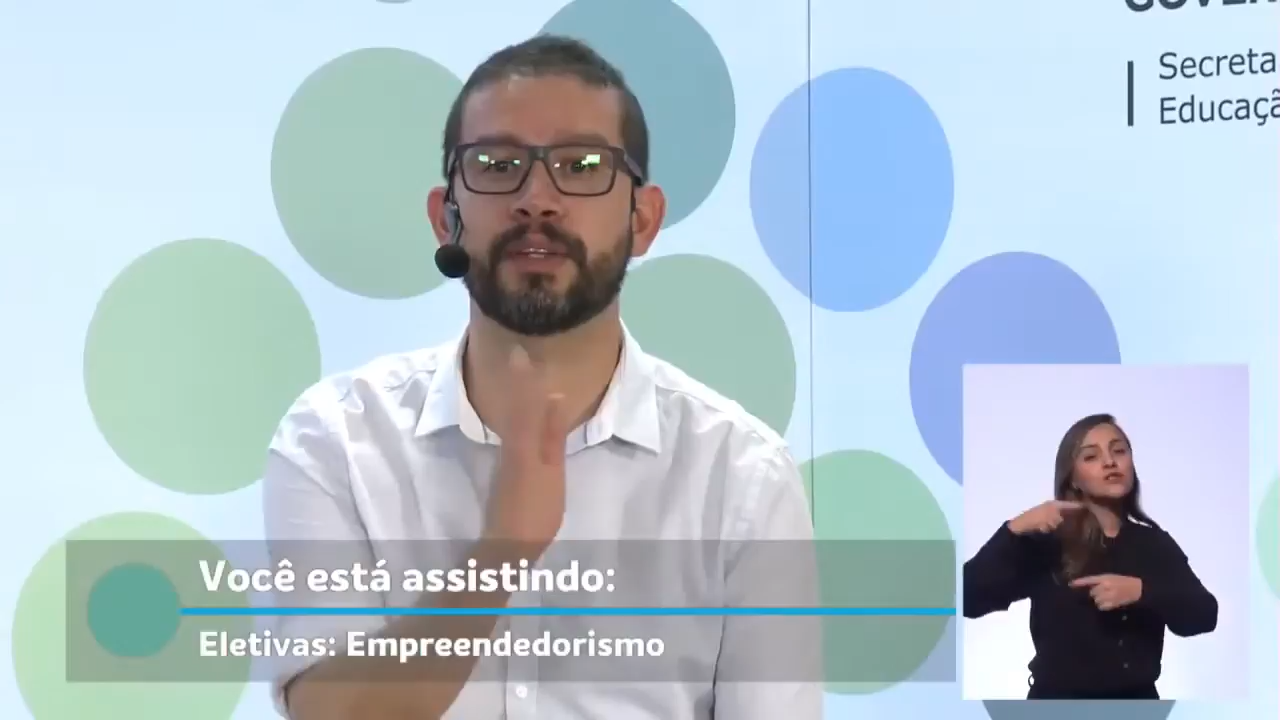 Secreta
Educaçã
Você está assistindo:
Eletivas: Empreendedorismo